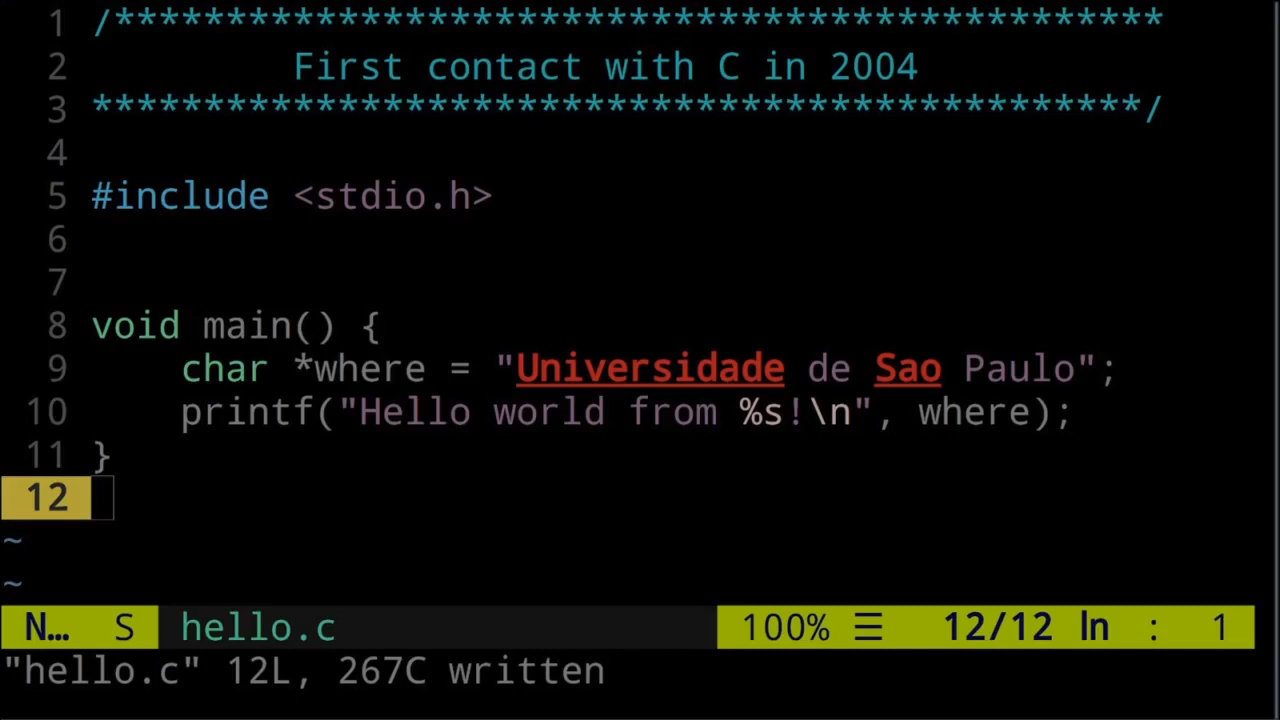 1 /***********************************************
2          First contact with C in 2004
3 ***********************************************/
4
5 #include <stdio.h>
6
7
8 void main() {
9     char *where = "Universidade de Sao Paulo";
10     printf("Hello world from %s!\n", where);
11 }
12
~
~
N… S hello.c 100% ☰ 12/12 ln : 1
"hello.c" 12L, 267C written